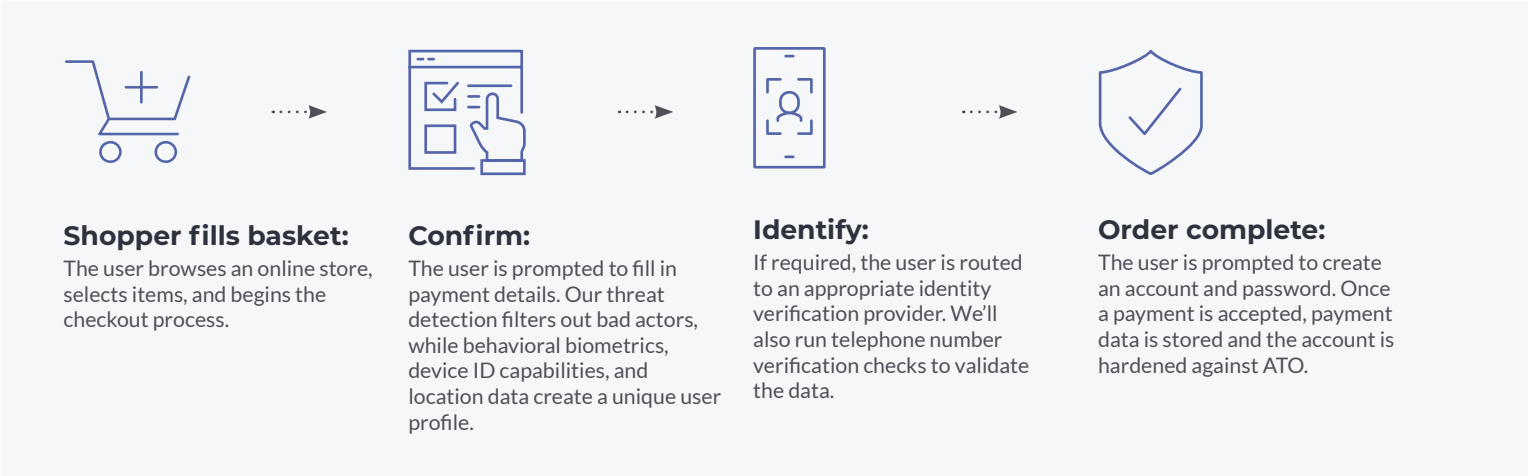 Shopper fills basket:
The user browses an online store,
selects items, and begins the
checkout process.
Confirm:
The user is prompted to fill in
payment details. Our threat
detection filters out bad actors,
while behavioral biometrics,
device ID capabilities, and
location data create a unique user
profile.
Identify:
If required, the user is routed
to an appropriate identity
verification provider. We’ll
also run telephone number
verification checks to validate
the data.
Order complete:
The user is prompted to create
an account and password. Once
a payment is accepted, payment
data is stored and the account is
hardened against ATO.